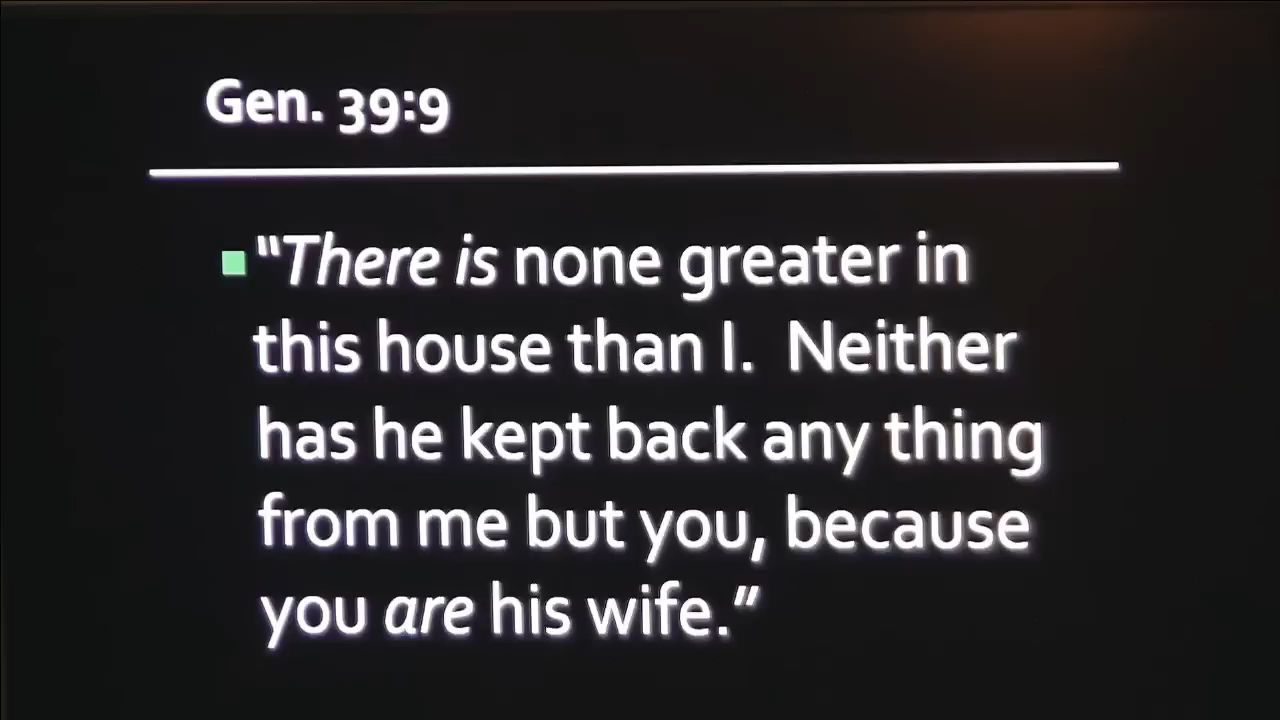 Gen. 39:9
"There is none greater in
this house than I.  Neither
has he kept back any thing
from me but you, because
you are his wife."